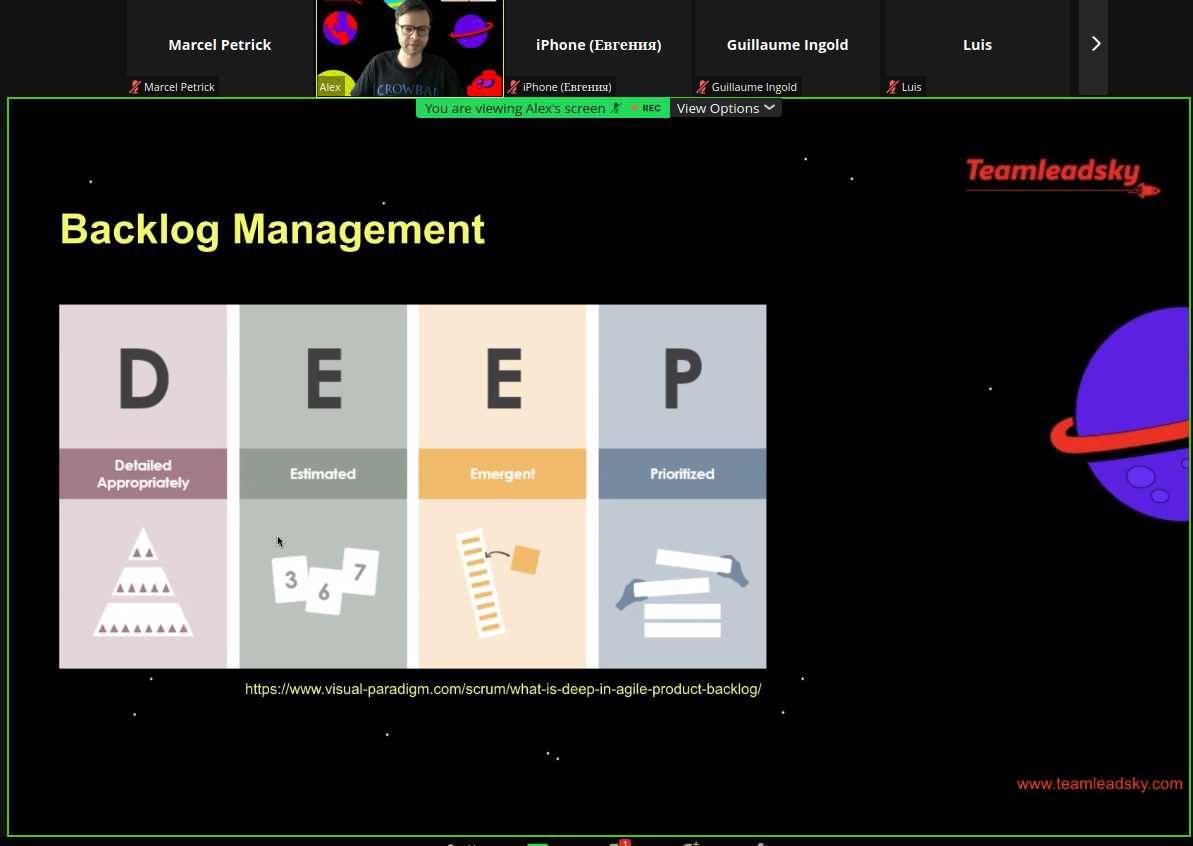 Marcel Petrick
iPhone (Евгения)
Guillaume Ingold
Luis
Marcel Petrick
Alex
CROWBAR
iPhone (Евгения)
Guillaume Ingold
Luis
You are viewing Alex's screen
REC
View Options
Teamleadsky
Backlog Management
D
E
E
P
Detailed
Appropriately
Estimated
Emergent
Prioritized
3
6
7
https://www.visual-paradigm.com/scrum/what-is-deep-in-agile-product-backlog/
www.teamleadsky.com
1